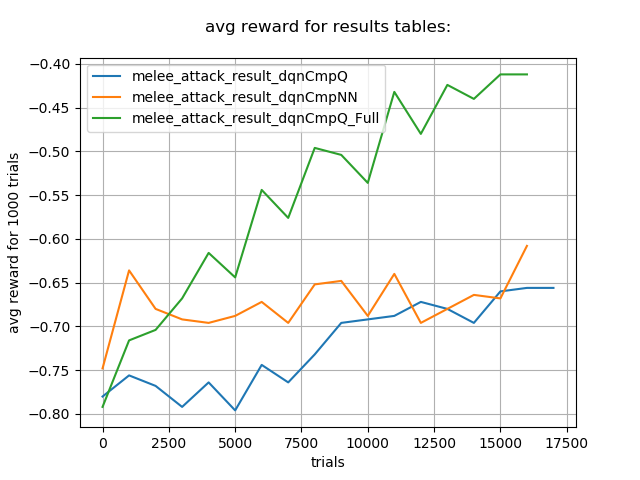 avg reward for results tables:
melee_attack_result_dqnCmpQ
melee_attack_result_dqnCmpNN
melee_attack_result_dqnCmpQ_Full
avg reward for 1000 trials
−0.40
−0.45
−0.50
−0.55
−0.60
−0.65
−0.70
−0.75
−0.80
0 2500 5000 7500 10000 12500 15000 17500
trials